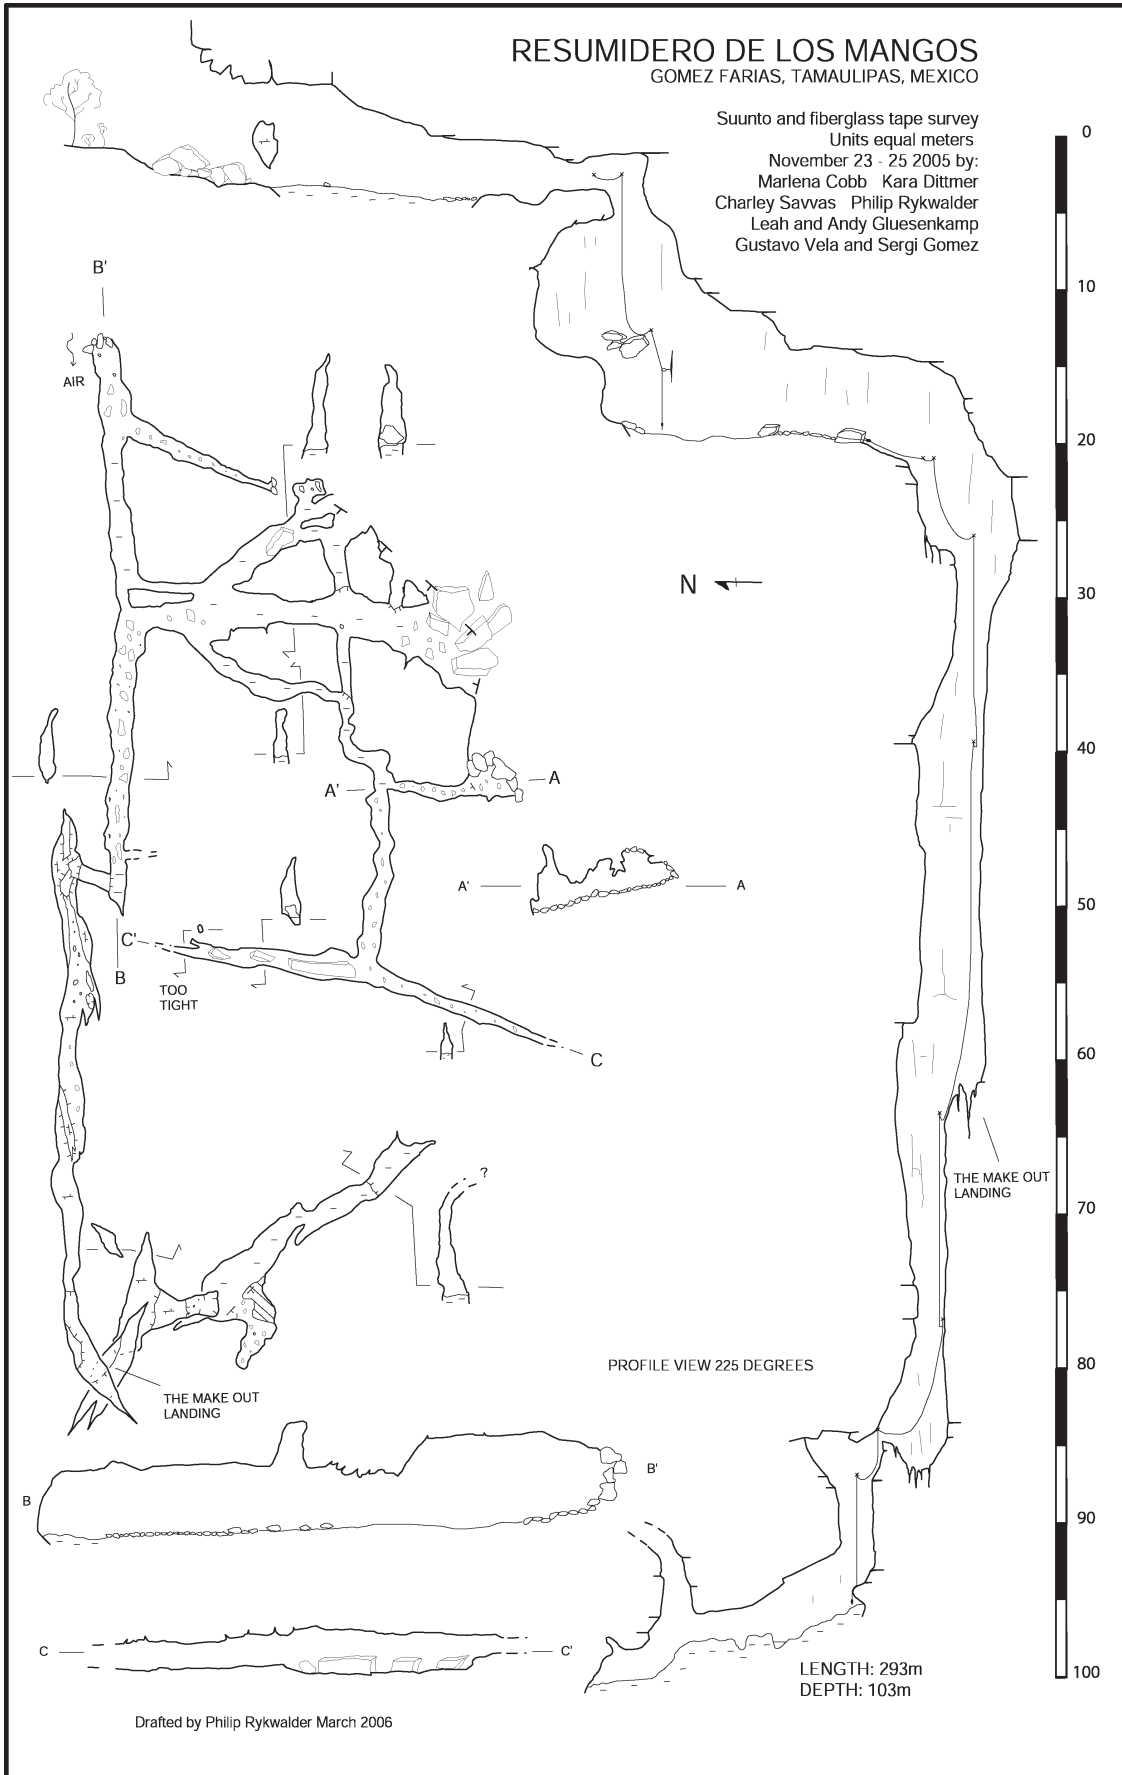 RESUMIDERO DE LOS MANGOS
GOMEZ FARIAS, TAMAULIPAS, MEXICO
Suunto and fiberglass tape survey
Units equal meters
November 23 - 25 2005 by:
Marlena Cobb Kara Dittmer
Charley Savvas Philip Rykwalder
Leah and Andy Gluesenkamp
Gustavo Vela and Sergi Gomez
0
10
20
30
40
50
60
70
80
90
100
B'
AIR
N
A'
A
A'
A
C'
B
TOO
TIGHT
C
?
THE MAKE OUT
LANDING
PROFILE VIEW 225 DEGREES
THE MAKE OUT
LANDING
B
B'
C
C'
LENGTH: 293m
DEPTH: 103m
Drafted by Philip Rykwalder March 2006